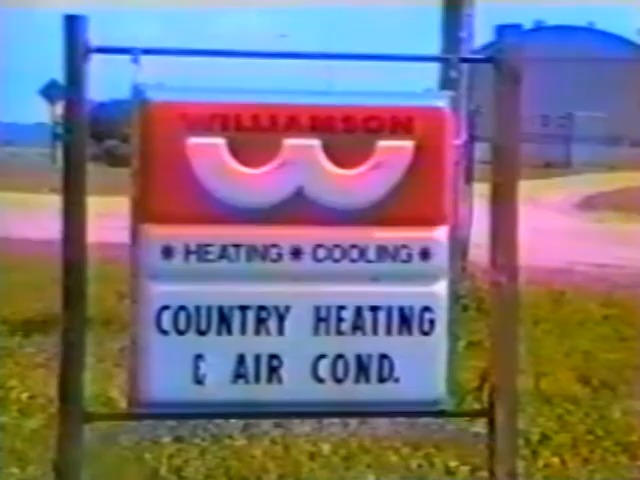 WILLIAMSON
* HEATING * COOLING *
COUNTRY HEATING
& AIR COND.